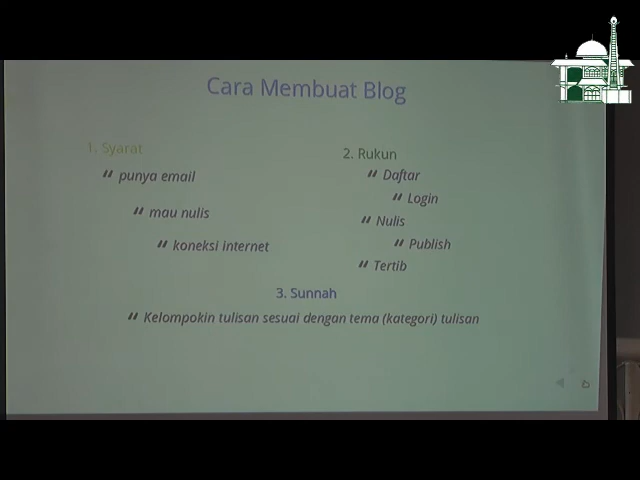 Cara Membuat Blog
1. Syarat
" punya email
" mau nulis
" koneksi internet
2. Rukun
" Daftar
" Login
" Nulis
" Publish
" Tertib
3. Sunnah
" Kelompokin tulisan sesuai dengan tema (kategori) tulisan